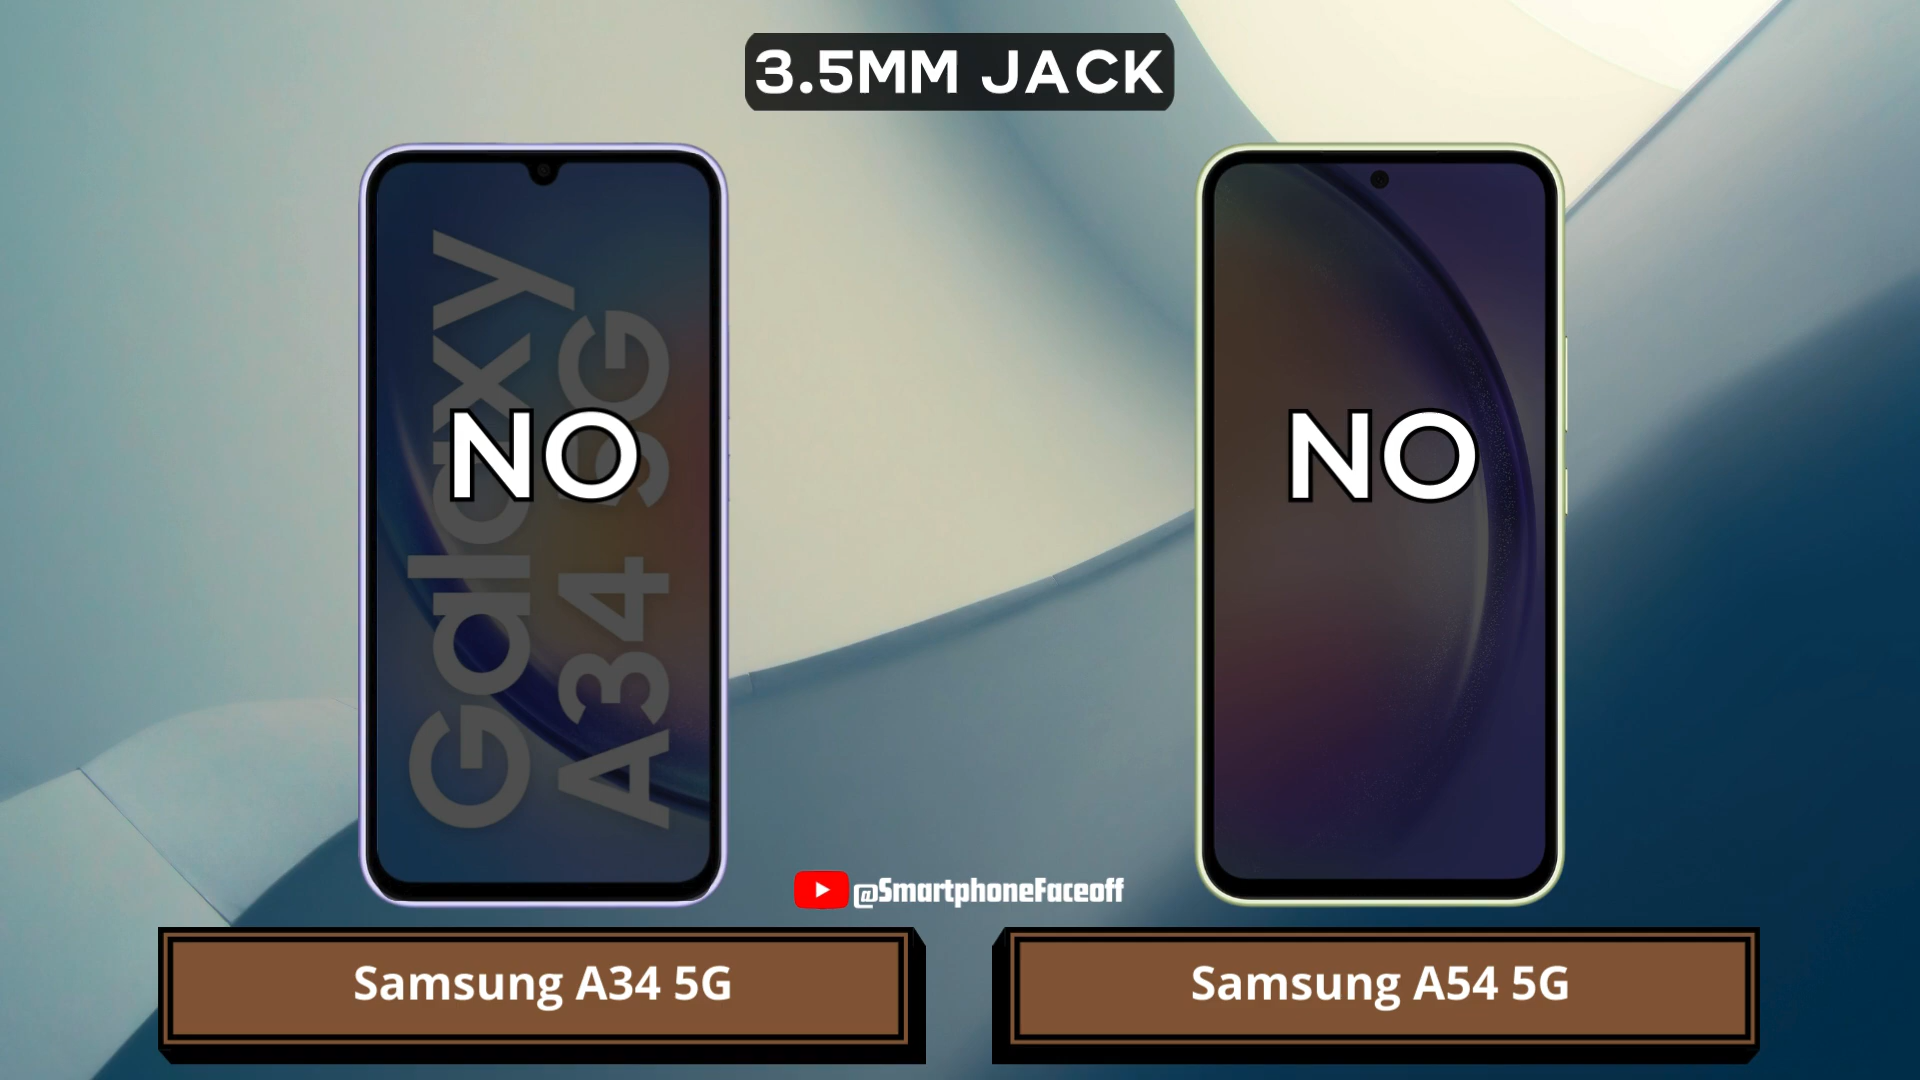 3.5MM JACK
Galaxy
A34 5G
NO
NO
@SmartphoneFaceoff
Samsung A34 5G
Samsung A54 5G